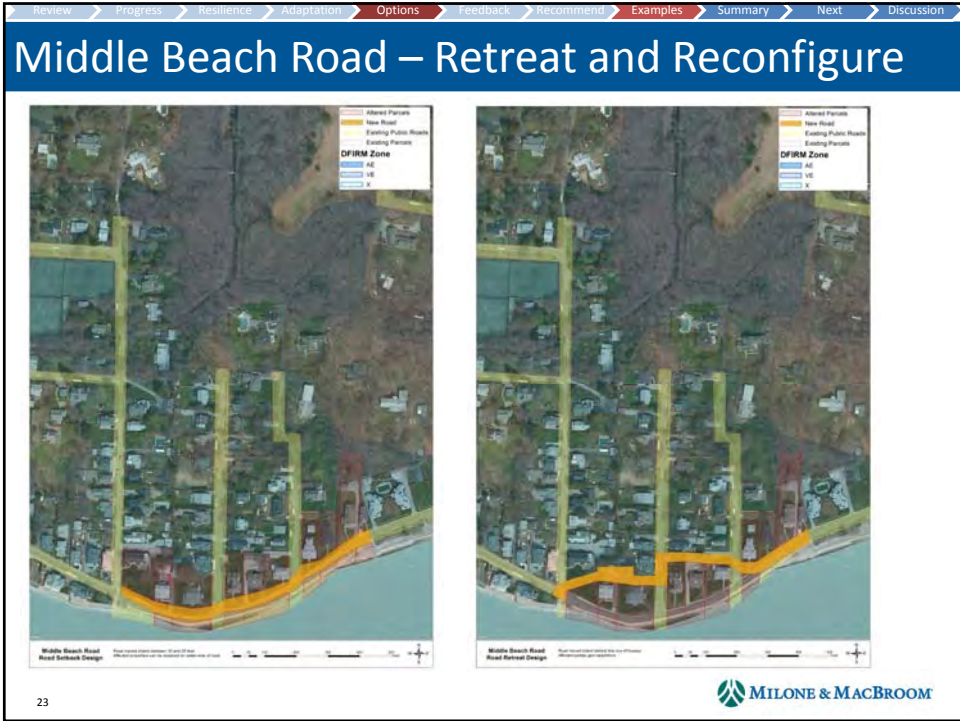 Review Progress Resilience Adaptation Options Feedback Recommend Examples Summary Next Discussion
Middle Beach Road – Retreat and Reconfigure
Altered Parcels
New Road
Existing Public Roads
Existing Parcels
DFIRM Zone
AE
VE
X
Middle Beach Road
Road Setback Design
Altered Parcels
New Road
Existing Public Roads
Existing Parcels
DFIRM Zone
AE
VE
X
Middle Beach Road
Road Retreat Design
23
MILONE & MACBROOM